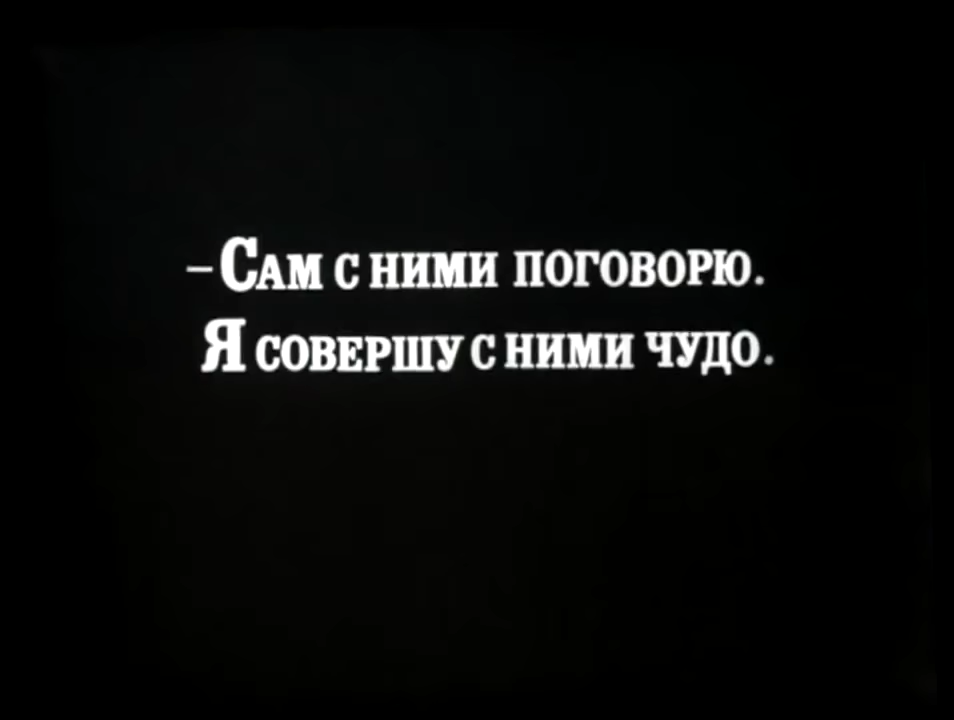 – Сам с ними поговорю.
Я совершу с ними чудо.